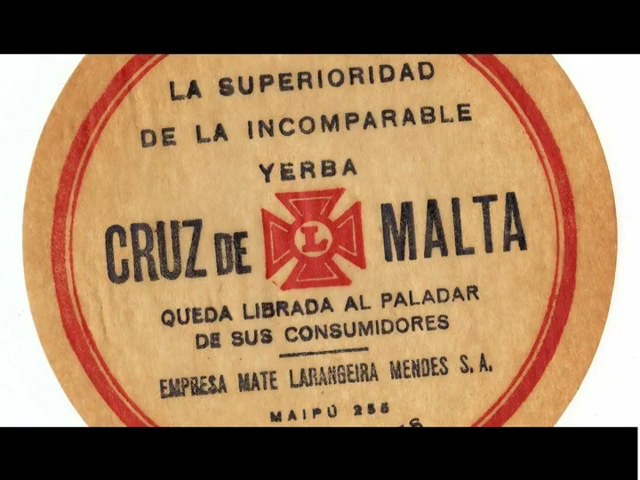 LA SUPERIORIDAD
DE LA INCOMPARABLE
YERBA
CRUZ DE L MALTA
QUEDA LIBRADA AL PALADAR
DE SUS CONSUMIDORES
EMPRESA MATE LARANGEIRA MENDES S. A.
MAIPÚ 256